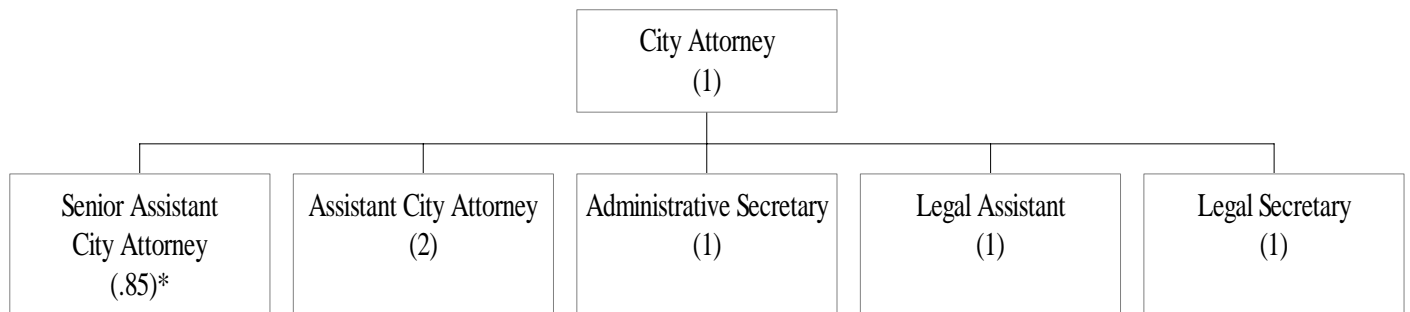 City Attorney
(1)
Senior Assistant
City Attorney
(.85)*
Assistant City Attorney
(2)
Administrative Secretary
(1)
Legal Assistant
(1)
Legal Secretary
(1)